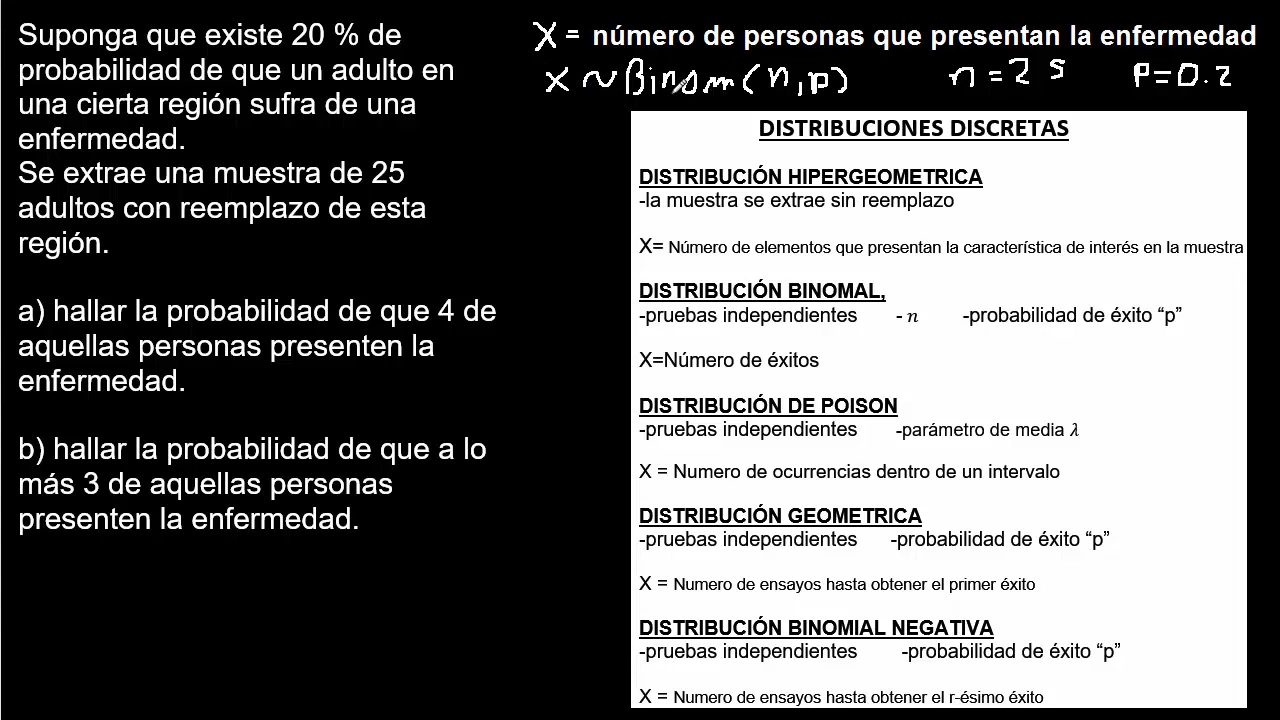 Suponga que existe 20 % de
probabilidad de que un adulto en
una cierta región sufra de una
enfermedad.
Se extrae una muestra de 25
adultos con reemplazo de esta
región.
a) hallar la probabilidad de que 4 de
aquellas personas presenten la
enfermedad.
b) hallar la probabilidad de que a lo
más 3 de aquellas personas
presenten la enfermedad.
X = número de personas que presentan la enfermedad
X ~ Binom(n,p) n = 25 P=0.2
DISTRIBUCIONES DISCRETAS
DISTRIBUCIÓN HIPERGEOMETRICA
-la muestra se extrae sin reemplazo
X= Número de elementos que presentan la característica de interés en la muestra
DISTRIBUCIÓN BINOMAL,
-pruebas independientes - n -probabilidad de éxito “p”
X=Número de éxitos
DISTRIBUCIÓN DE POISON
-pruebas independientes -parámetro de media λ
X = Numero de ocurrencias dentro de un intervalo
DISTRIBUCIÓN GEOMETRICA
-pruebas independientes -probabilidad de éxito “p”
X = Numero de ensayos hasta obtener el primer éxito
DISTRIBUCIÓN BINOMIAL NEGATIVA
-pruebas independientes -probabilidad de éxito “p”
X = Numero de ensayos hasta obtener el r-ésimo éxito